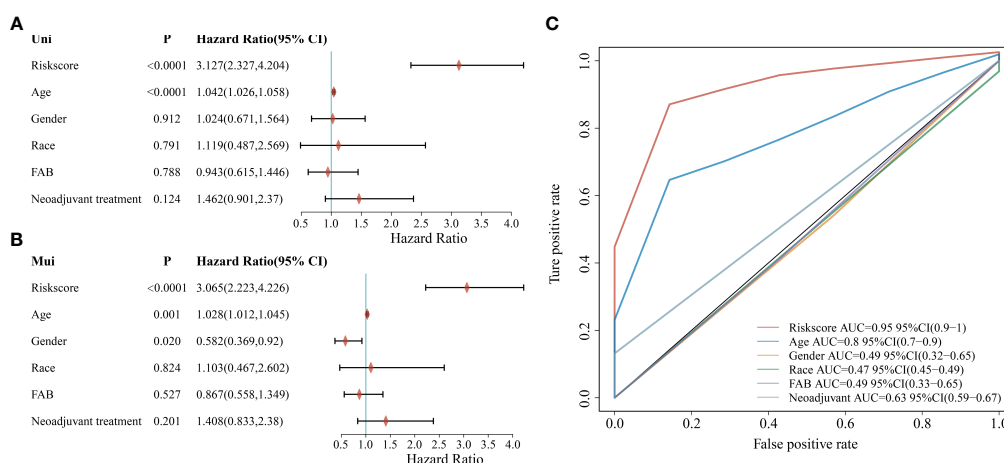 A
Uni P Hazard Ratio(95% CI)
Riskscore <0.0001 3.127(2.327,4.204)
Age <0.0001 1.042(1.026,1.058)
Gender 0.912 1.024(0.671,1.564)
Race 0.791 1.119(0.487,2.569)
FAB 0.788 0.943(0.615,1.446)
Neoadjuvant treatment 0.124 1.462(0.901,2.37)
0.5 1.0 1.5 2.0 2.5 3.0 3.5 4.0
Hazard Ratio
B
Mui P Hazard Ratio(95% CI)
Riskscore <0.0001 3.065(2.223,4.226)
Age 0.001 1.028(1.012,1.045)
Gender 0.020 0.582(0.369,0.92)
Race 0.824 1.103(0.467,2.602)
FAB 0.527 0.867(0.558,1.349)
Neoadjuvant treatment 0.201 1.408(0.833,2.38)
0.5 1.0 1.5 2.0 2.5 3.0 3.5 4.0
Hazard Ratio
C
Ture positive rate
1.0
0.8
0.6
0.4
0.2
0.0
Riskscore AUC=0.95 95%CI(0.9−1)
Age AUC=0.8 95%CI(0.7−0.9)
Gender AUC=0.49 95%CI(0.32−0.65)
Race AUC=0.47 95%CI(0.45−0.49)
FAB AUC=0.49 95%CI(0.33−0.65)
Neoadjuvant AUC=0.63 95%CI(0.59−0.67)
0.0 0.2 0.4 0.6 0.8 1.0
False positive rate